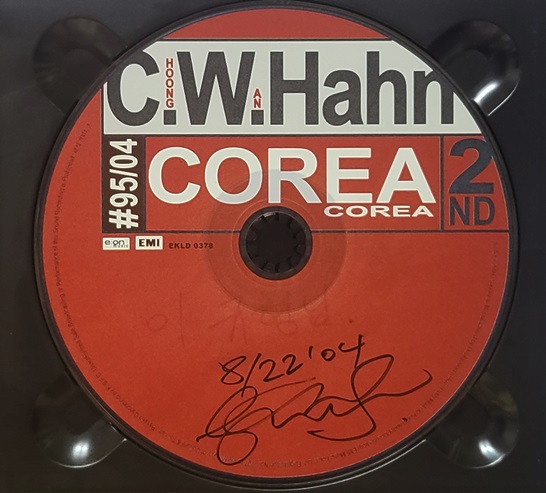 C.W.Hahn
HOONG
AN
#95/04
COREA
COREA
2
ND
e·on
EMI
EKLD 0378
8/22'04